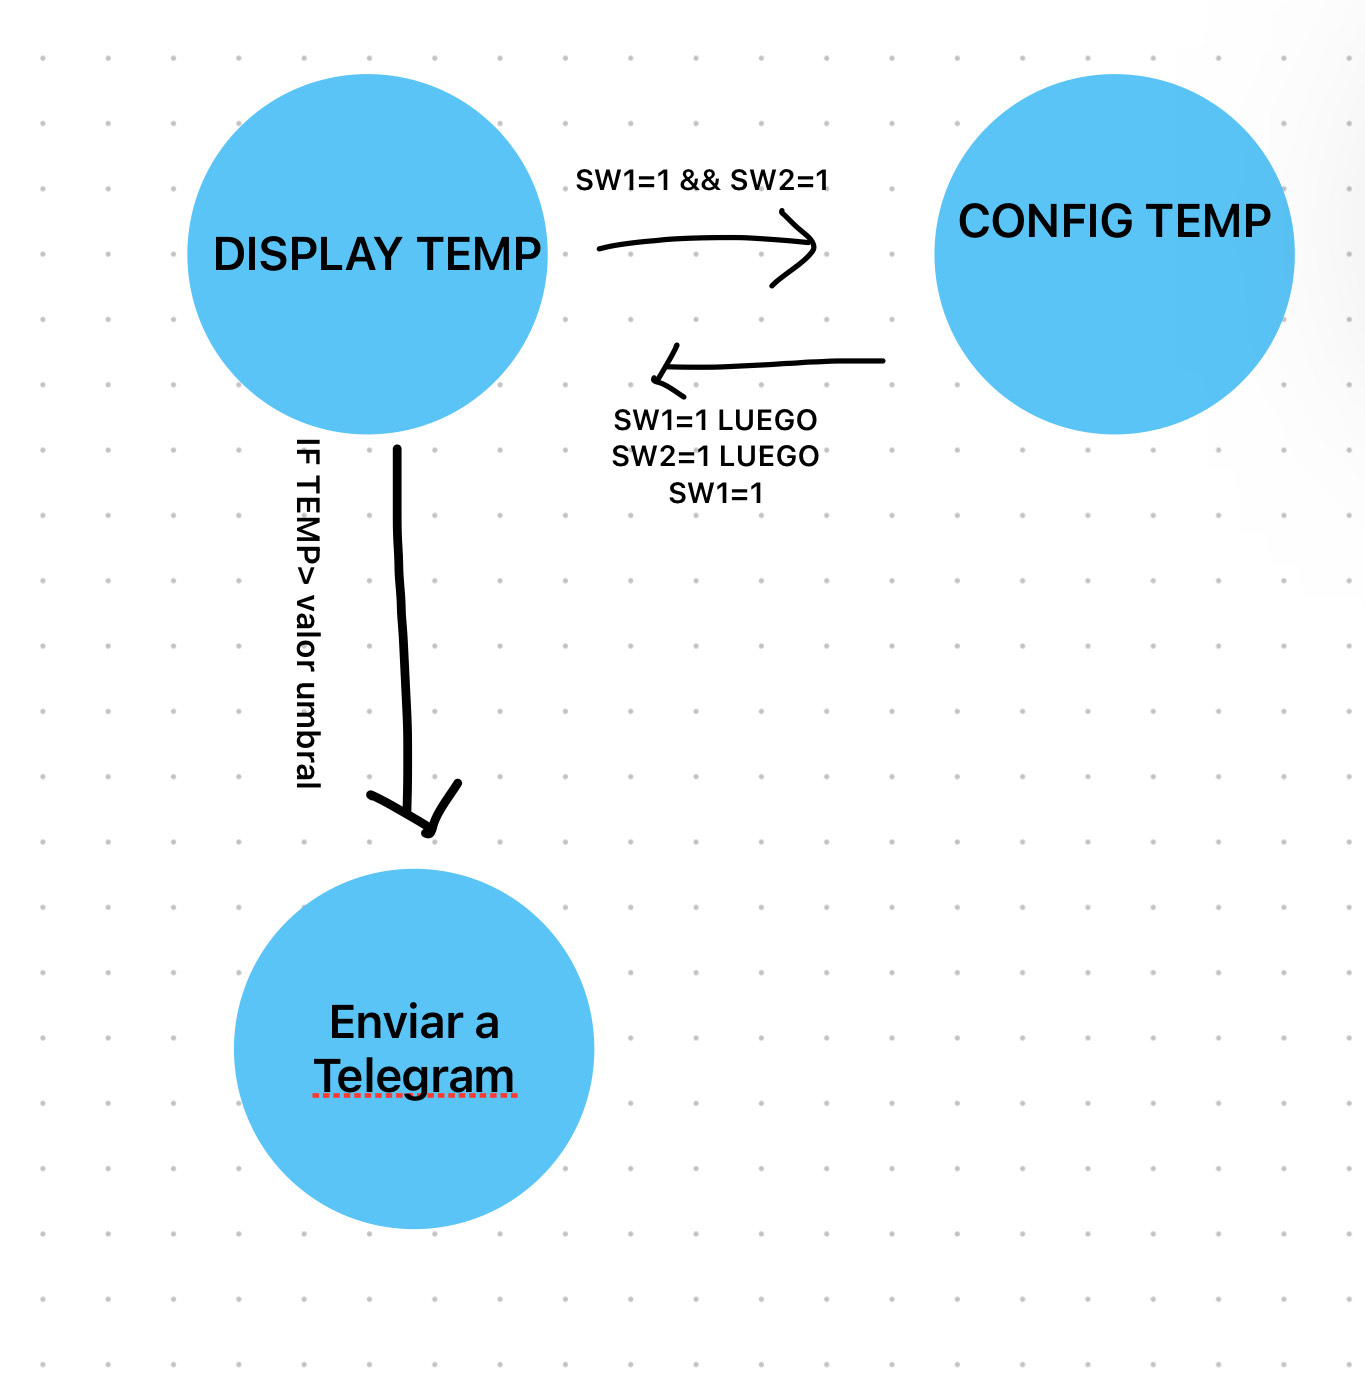 SW1=1 && SW2=1
DISPLAY TEMP
CONFIG TEMP
SW1=1 LUEGO
SW2=1 LUEGO
SW1=1
IF TEMP> valor umbral
Enviar a
Telegram